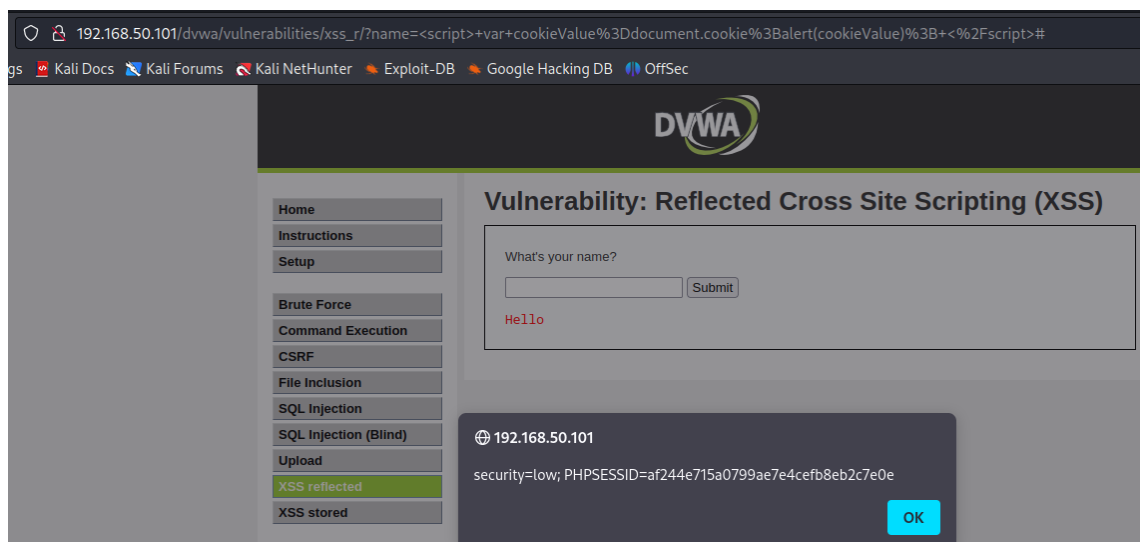 192.168.50.101/dvwa/vulnerabilities/xss_r/?name=<script>+var+cookieValue%3Ddocument.cookie%3Balert(cookieValue)%3B+<%2Fscript>#
gs Kali Docs Kali Forums Kali NetHunter Exploit-DB Google Hacking DB OffSec
DVWA
Home
Instructions
Setup
Brute Force
Command Execution
CSRF
File Inclusion
SQL Injection
SQL Injection (Blind)
Upload
XSS reflected
XSS stored
Vulnerability: Reflected Cross Site Scripting (XSS)
What's your name?
Submit
Hello
192.168.50.101
security=low; PHPSESSID=af244e715a0799ae7e4cefb8eb2c7e0e
OK